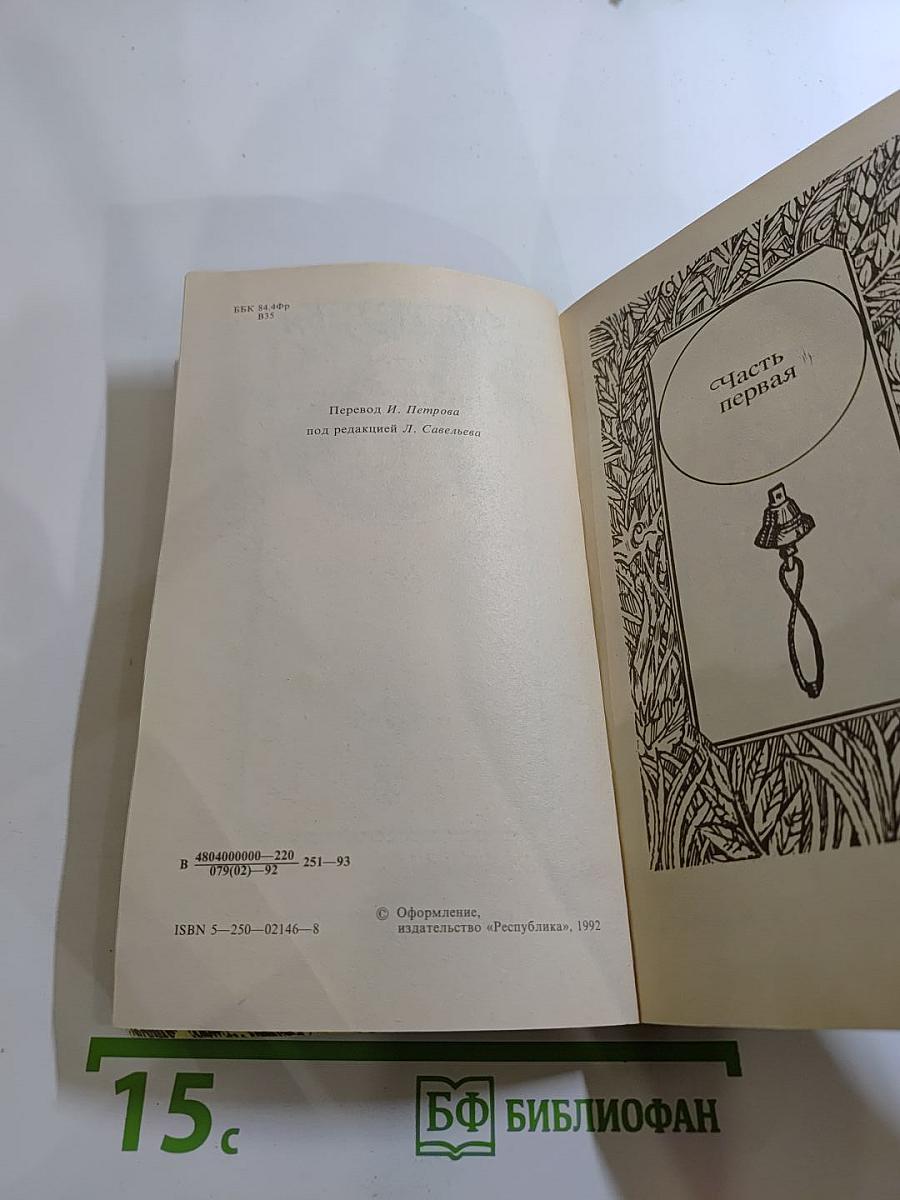 ББК 84.4Фр
В35
Перевод И. Петрова
под редакцией Л. Савельева
В 4804000000—220
079(02)—92 251—93
ISBN 5—250—02146—8
© Оформление,
издательство «Республика», 1992
Часть
первая
15 с
БФ БИБЛИОФАН